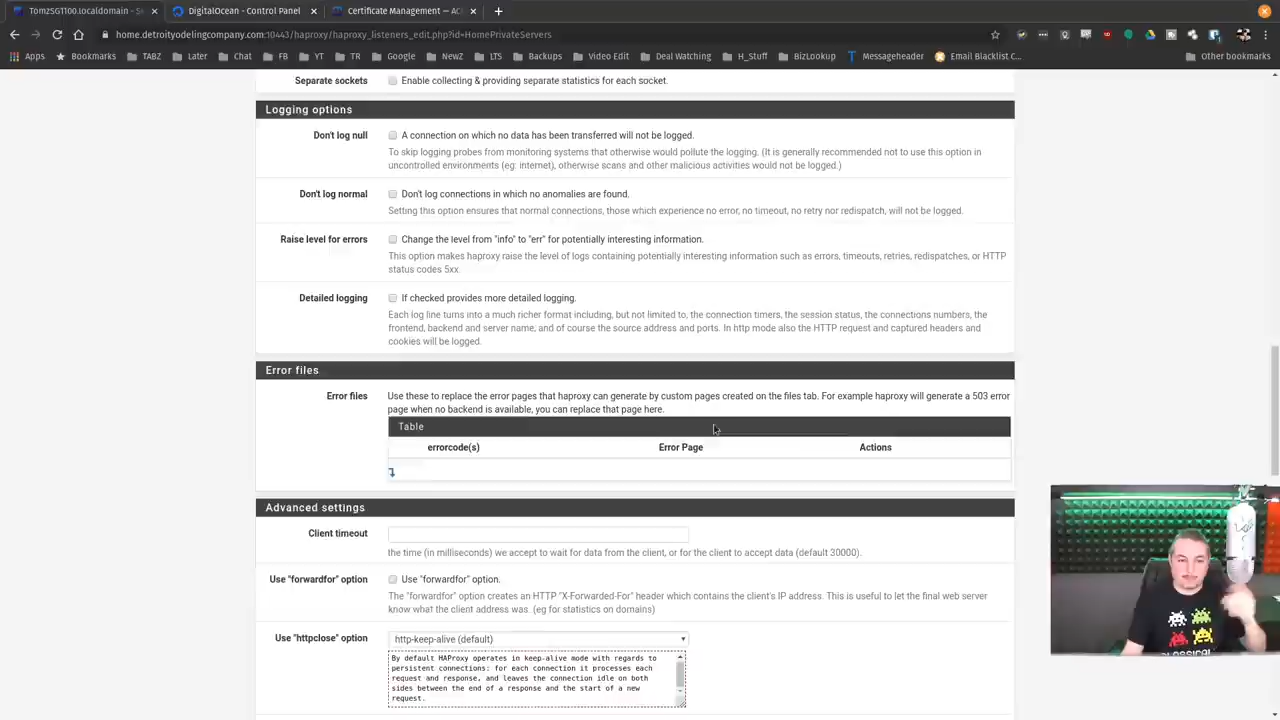 TomzSG1100.localdomain - S
DigitalOcean - Control Panel
Certificate Management — AC
home.detroityodelingcompany.com:10443/haproxy/haproxy_listeners_edit.php?id=HomePrivateServers
Apps
Bookmarks
TABZ
Later
Chat
FB
YT
TR
Google
NewZ
LTS
Backups
Video Edit
Deal Watching
H_Stuff
BizLookup
Messageheader
Email Blacklist C...
Other bookmarks
Separate sockets
Enable collecting & providing separate statistics for each socket.
Logging options
Don't log null
A connection on which no data has been transferred will not be logged.
To skip logging probes from monitoring systems that otherwise would pollute the logging. (It is generally recommended not to use this option in
uncontrolled environments (eg: internet), otherwise scans and other malicious activities would not be logged.)
Don't log normal
Don't log connections in which no anomalies are found.
Setting this option ensures that normal connections, those which experience no error, no timeout, no retry nor redispatch, will not be logged.
Raise level for errors
Change the level from "info" to "err" for potentially interesting information.
This option makes haproxy raise the level of logs containing potentially interesting information such as errors, timeouts, retries, redispatches, or HTTP
status codes 5xx.
Detailed logging
If checked provides more detailed logging.
Each log line turns into a much richer format including, but not limited to, the connection timers, the session status, the connections numbers, the
frontend, backend and server name, and of course the source address and ports. In http mode also the HTTP request and captured headers and
cookies will be logged.
Error files
Error files
Use these to replace the error pages that haproxy can generate by custom pages created on the files tab. For example haproxy will generate a 503 error
page when no backend is available, you can replace that page here.
Table
errorcode(s)
Error Page
Actions
Advanced settings
Client timeout
the time (in milliseconds) we accept to wait for data from the client, or for the client to accept data (default 30000).
Use "forwardfor" option
Use "forwardfor" option.
The "forwardfor" option creates an HTTP "X-Forwarded-For" header which contains the client's IP address. This is useful to let the final web server
know what the client address was. (eg for statistics on domains)
Use "httpclose" option
http-keep-alive (default)
By default HAProxy operates in keep-alive mode with regards to
persistent connections: for each connection it processes each
request and response, and leaves the connection idle on both
sides between the end of a response and the start of a new
request.